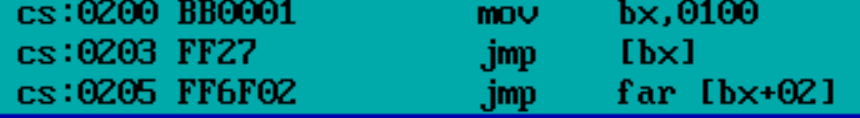 cs:0200 BB0001 mov bx,0100
cs:0203 FF27 jmp [bx]
cs:0205 FF6F02 jmp far [bx+02]